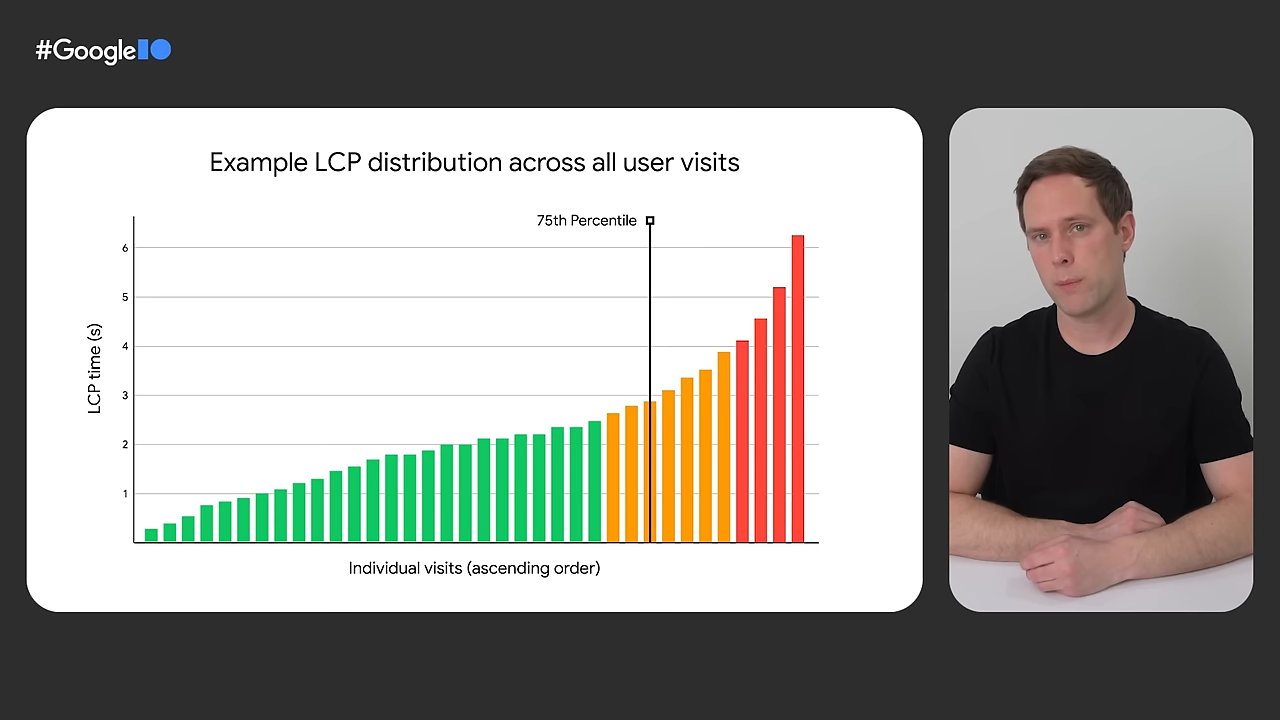 #GoogleIO
Example LCP distribution across all user visits
75th Percentile
6
5
4
3
2
1
LCP time (s)
Individual visits (ascending order)